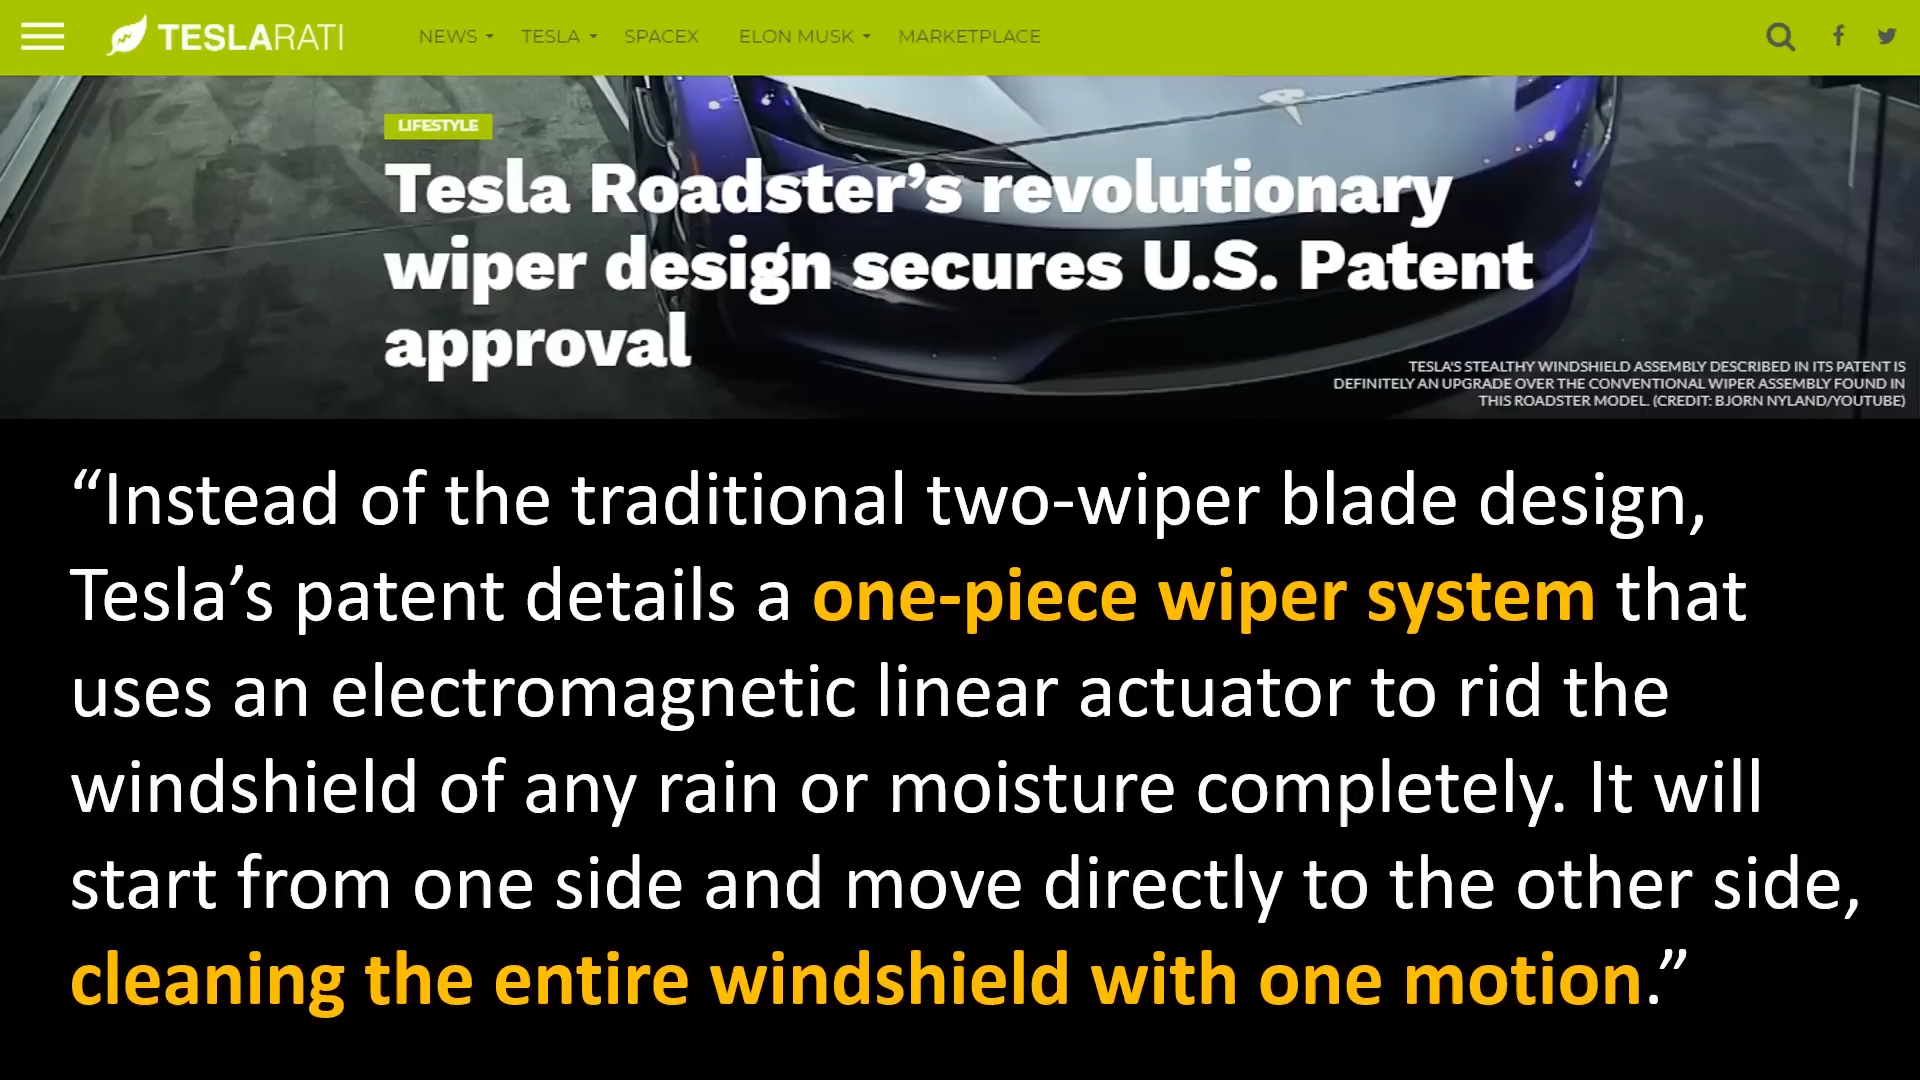 TESLARATI
NEWS TESLA SPACEX ELON MUSK MARKETPLACE
LIFESTYLE
Tesla Roadster’s revolutionary
wiper design secures U.S. Patent
approval
TESLA'S STEALTHY WINDSHIELD ASSEMBLY DESCRIBED IN ITS PATENT IS
DEFINITELY AN UPGRADE OVER THE CONVENTIONAL WIPER ASSEMBLY FOUND IN
THIS ROADSTER MODEL. (CREDIT: BJORN NYLAND/YOUTUBE)
“Instead of the traditional two-wiper blade design,
Tesla’s patent details a one-piece wiper system that
uses an electromagnetic linear actuator to rid the
windshield of any rain or moisture completely. It will
start from one side and move directly to the other side,
cleaning the entire windshield with one motion.”